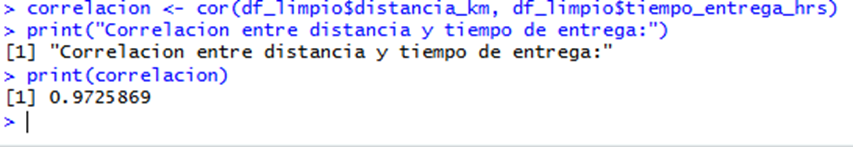 > correlacion <- cor(df_limpio$distancia_km, df_limpio$tiempo_entrega_hrs)
> print("Correlacion entre distancia y tiempo de entrega:")
[1] "Correlacion entre distancia y tiempo de entrega:"
> print(correlacion)
[1] 0.9725869
>